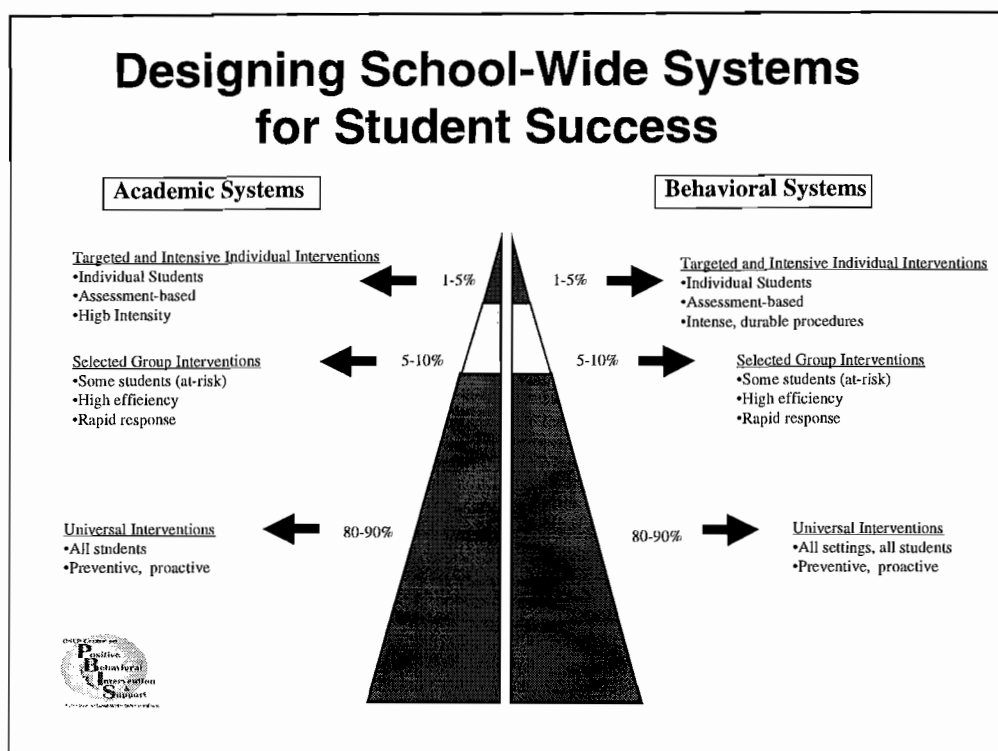 Designing School-Wide Systems
for Student Success
Academic Systems
Behavioral Systems
Targeted and Intensive Individual Interventions
•Individual Students
•Assessment-based
•High Intensity
1-5%
1-5%
Targeted and Intensive Individual Interventions
•Individual Students
•Assessment-based
•Intense, durable procedures
Selected Group Interventions
•Some students (at-risk)
•High efficiency
•Rapid response
5-10%
5-10%
Selected Group Interventions
•Some students (at-risk)
•High efficiency
•Rapid response
Universal Interventions
•All students
•Preventive, proactive
80-90%
80-90%
Universal Interventions
•All settings, all students
•Preventive, proactive
Center on
Positive
Behavioral
Intervention
&
Support